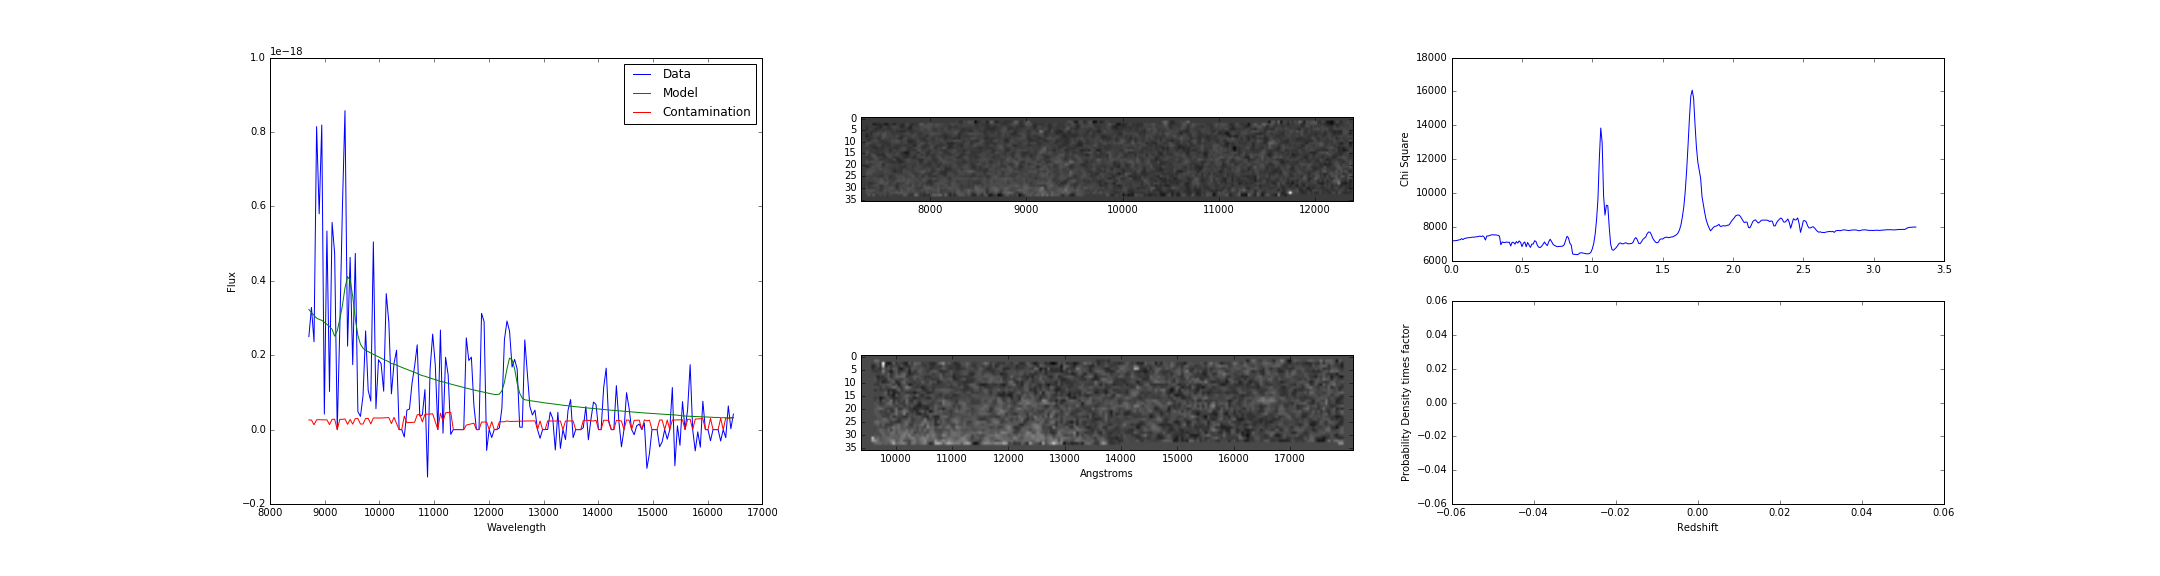 1e−18
1.0
0.8
0.6
0.4
0.2
0.0
−0.2
Flux
8000 9000 10000 11000 12000 13000 14000 15000 16000 17000
Wavelength
Data
Model
Contamination
0
5
10
15
20
25
30
35
8000 9000 10000 11000 12000
0
5
10
15
20
25
30
35
10000 11000 12000 13000 14000 15000 16000 17000
Angstroms
18000
16000
14000
12000
10000
8000
6000
Chi Square
0.0 0.5 1.0 1.5 2.0 2.5 3.0 3.5
0.06
0.04
0.02
0.00
−0.02
−0.04
−0.06
Probability Density times factor
−0.06 −0.04 −0.02 0.00 0.02 0.04 0.06
Redshift